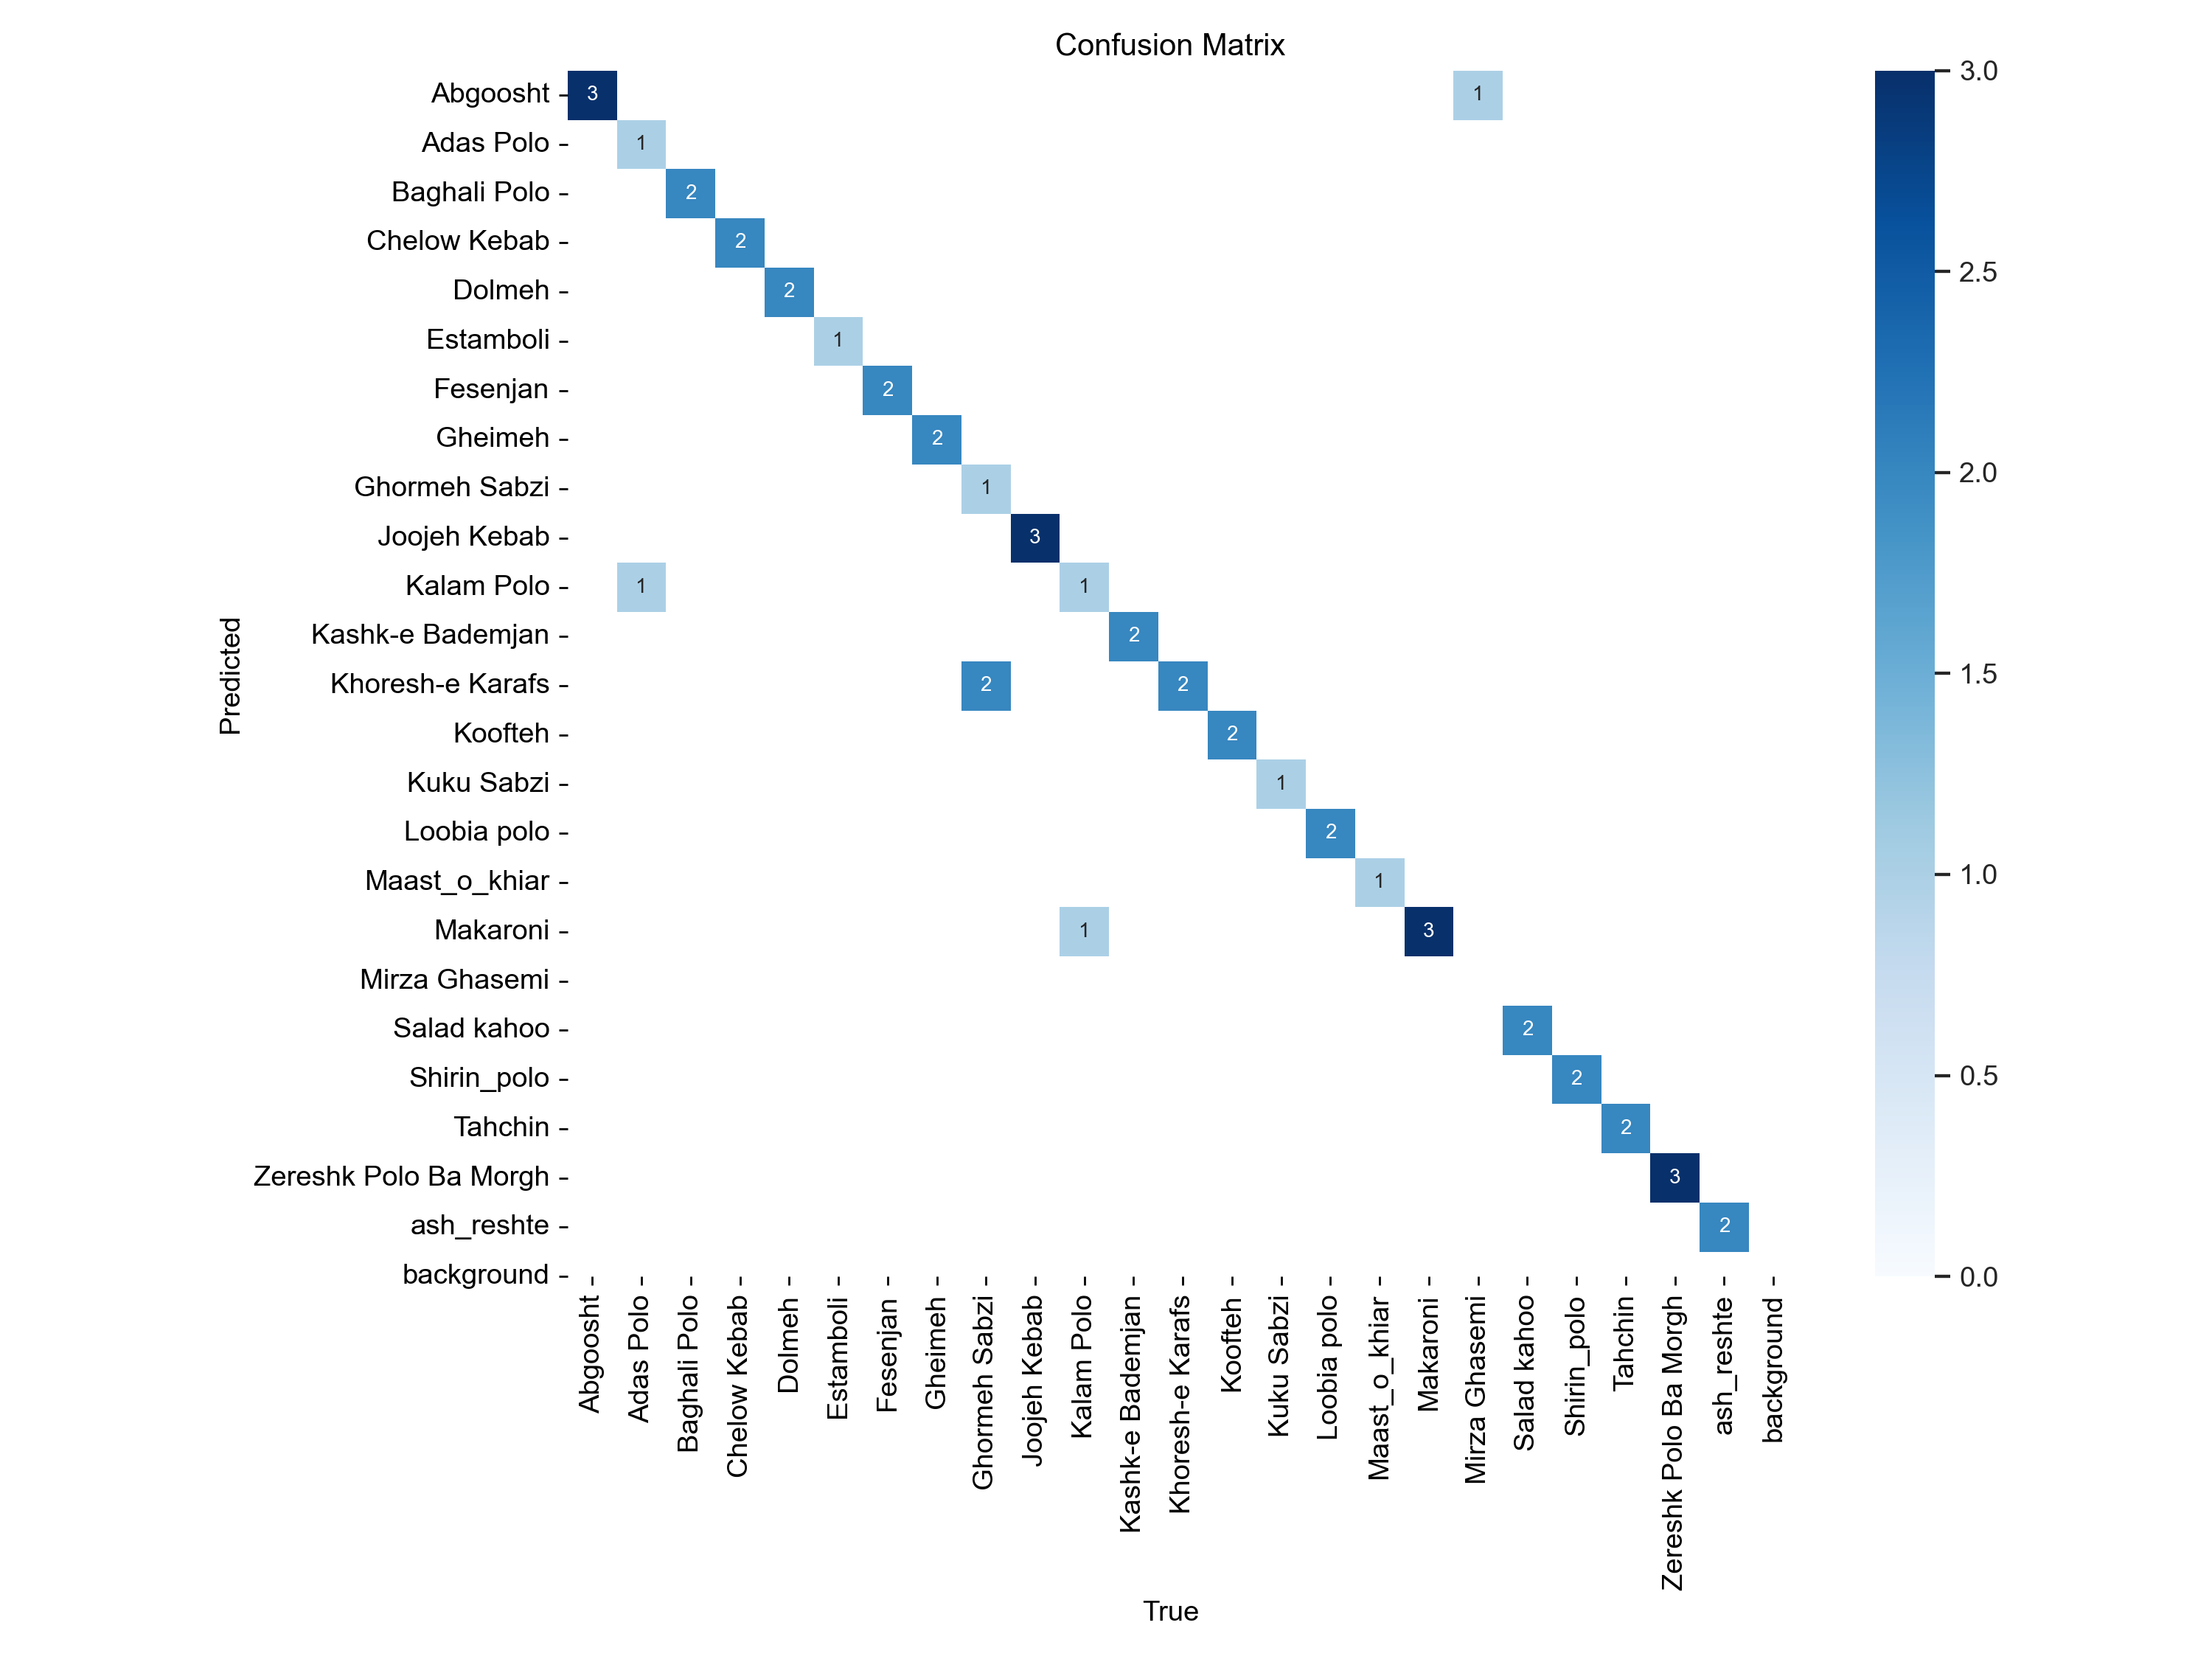 Confusion Matrix
Abgoosht 3 1 3.0
Adas Polo 1
Baghali Polo 2
Chelow Kebab 2
2.5
Dolmeh 2
Estamboli 1
Fesenjan 2
Gheimeh 2
2.0
Ghormeh Sabzi 1
Joojeh Kebab 3
Kalam Polo 1 1
Kashk-e Bademjan 2
Predicted
1.5
Khoresh-e Karafs 2 2
Koofteh 2
Kuku Sabzi 1
Loobia polo 2
1.0
Maast_o_khiar 1
Makaroni 1 3
Mirza Ghasemi
Salad kahoo 2
Shirin_polo 2
0.5
Tahchin 2
Zereshk Polo Ba Morgh 3
ash_reshte 2
background
0.0
Abgoosht
Adas Polo
Baghali Polo
Chelow Kebab
Dolmeh
Estamboli
Fesenjan
Gheimeh
Ghormeh Sabzi
Joojeh Kebab
Kalam Polo
Kashk-e Bademjan
Khoresh-e Karafs
Koofteh
Kuku Sabzi
Loobia polo
Maast_o_khiar
Makaroni
Mirza Ghasemi
Salad kahoo
Shirin_polo
Tahchin
Zereshk Polo Ba Morgh
ash_reshte
background
True